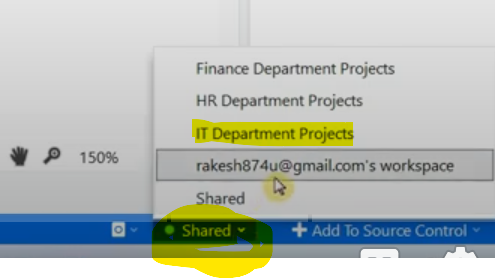 Finance Department Projects
HR Department Projects
IT Department Projects
150%
rakesh874u@gmail.com's workspace
Shared
Shared
Add To Source Control